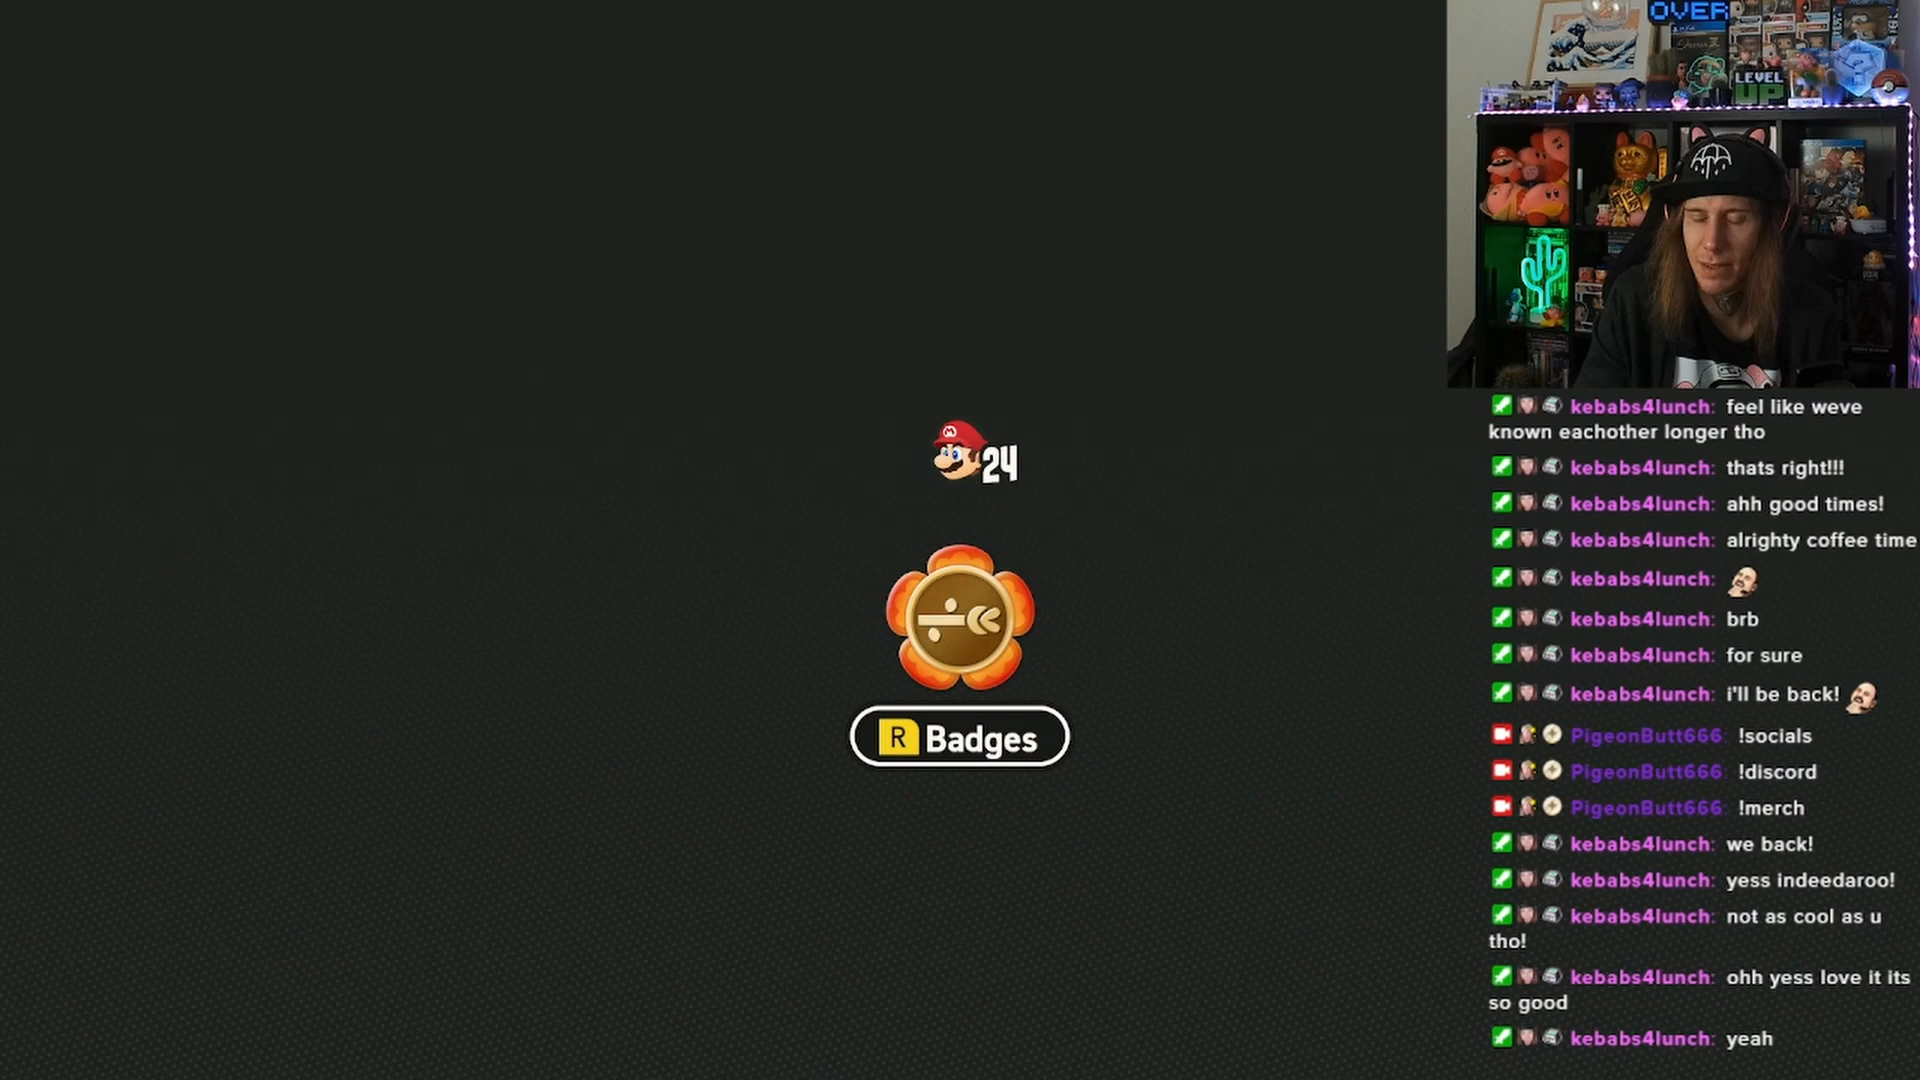 OVER
LEVEL
UP
M
24
R Badges
kebabs4lunch: feel like weve
known eachother longer tho
kebabs4lunch: thats right!!!
kebabs4lunch: ahh good times!
kebabs4lunch: alrighty coffee time
kebabs4lunch:
kebabs4lunch: brb
kebabs4lunch: for sure
kebabs4lunch: i'll be back!
PigeonButt666: !socials
PigeonButt666: !discord
PigeonButt666: !merch
kebabs4lunch: we back!
kebabs4lunch: yess indeedaroo!
kebabs4lunch: not as cool as u
tho!
kebabs4lunch: ohh yess love it its
so good
kebabs4lunch: yeah